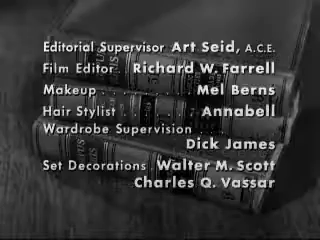 Editorial Supervisor Art Seid, A.C.E.
Film Editor . . . Richard W. Farrell
Makeup . . . . . . . . . Mel Berns
Hair Stylist . . . . . . . Annabell
Wardrobe Supervision
Dick James
Set Decorations . Walter M. Scott
Charles Q. Vassar